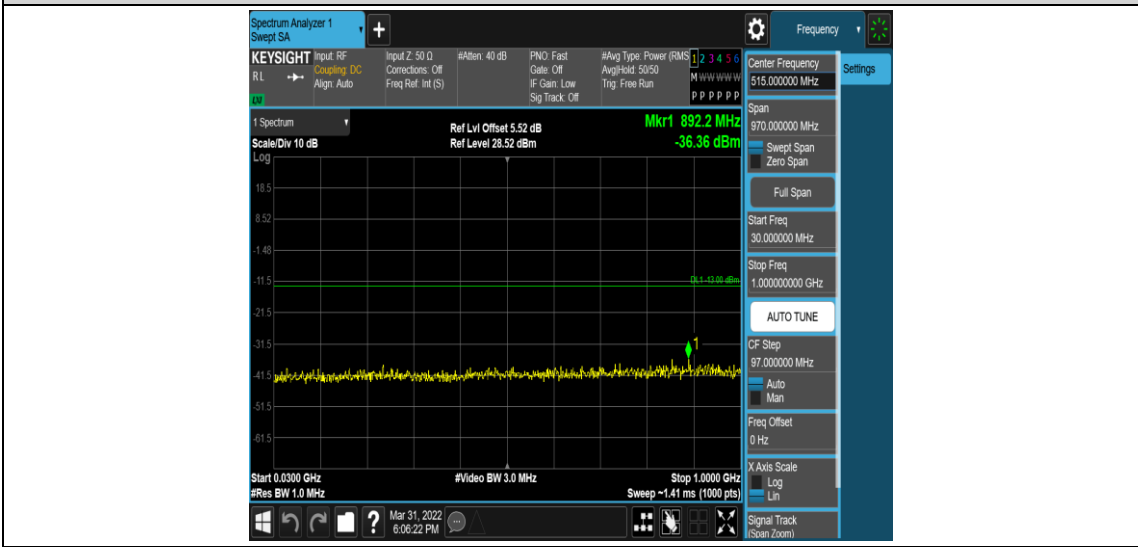 Spectrum Analyzer 1
Swept SA
+
Frequency
KEYSIGHT
RL
LXI
Input: RF
Coupling: DC
Align: Auto
Input Z: 50 Ω
Corrections: Off
Freq Ref: Int (S)
#Atten: 40 dB
PNO: Fast
Gate: Off
IF Gain: Low
Sig Track: Off
#Avg Type: Power (RMS
Avg|Hold: 50/50
Trig: Free Run
1 2 3 4 5 6
M W W W W W
P P P P P P
1 Spectrum
Scale/Div 10 dB
Log
Ref Lvl Offset 5.52 dB
Ref Level 28.52 dBm
Mkr1 892.2 MHz
-36.36 dBm
18.5
8.52
-1.48
-11.5
DL1 -13.00 dBm
-21.5
-31.5
1
-41.5
-51.5
-61.5
Start 0.0300 GHz
#Res BW 1.0 MHz
#Video BW 3.0 MHz
Stop 1.0000 GHz
Sweep ~1.41 ms (1000 pts)
?
Mar 31, 2022
6:06:22 PM
Center Frequency
515.000000 MHz
Settings
Span
970.000000 MHz
Swept Span
Zero Span
Full Span
Start Freq
30.000000 MHz
Stop Freq
1.000000000 GHz
AUTO TUNE
CF Step
97.000000 MHz
Auto
Man
Freq Offset
0 Hz
X Axis Scale
Log
Lin
Signal Track
(Span Zoom)